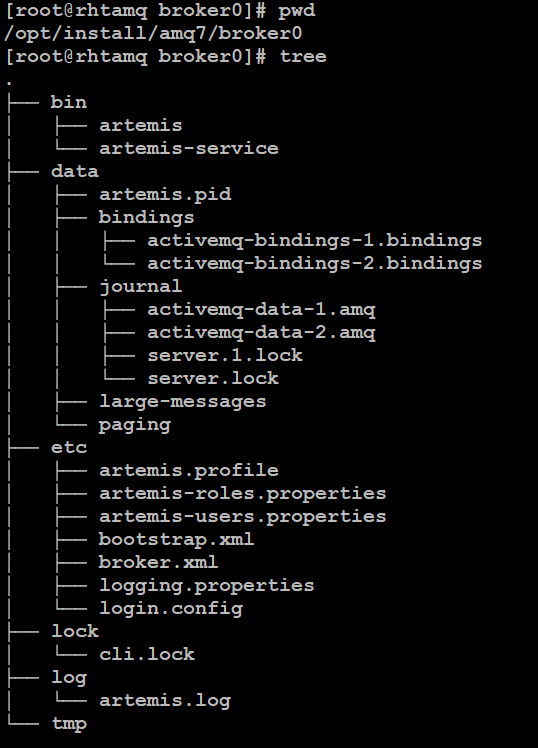 [root@rhtamq broker0]# pwd
/opt/install/amq7/broker0
[root@rhtamq broker0]# tree
.
├── bin
│   ├── artemis
│   └── artemis-service
├── data
│   ├── artemis.pid
│   ├── bindings
│   │   ├── activemq-bindings-1.bindings
│   │   └── activemq-bindings-2.bindings
│   ├── journal
│   │   ├── activemq-data-1.amq
│   │   ├── activemq-data-2.amq
│   │   ├── server.1.lock
│   │   └── server.lock
│   ├── large-messages
│   └── paging
├── etc
│   ├── artemis.profile
│   ├── artemis-roles.properties
│   ├── artemis-users.properties
│   ├── bootstrap.xml
│   ├── broker.xml
│   ├── logging.properties
│   └── login.config
├── lock
│   └── cli.lock
├── log
│   └── artemis.log
└── tmp